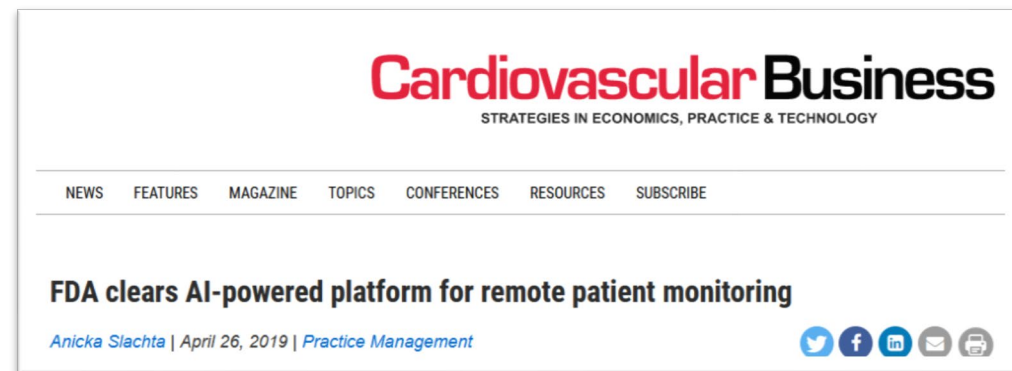 Cardiovascular Business
STRATEGIES IN ECONOMICS, PRACTICE & TECHNOLOGY
NEWS FEATURES MAGAZINE TOPICS CONFERENCES RESOURCES SUBSCRIBE
FDA clears AI-powered platform for remote patient monitoring
Anicka Slachta | April 26, 2019 | Practice Management